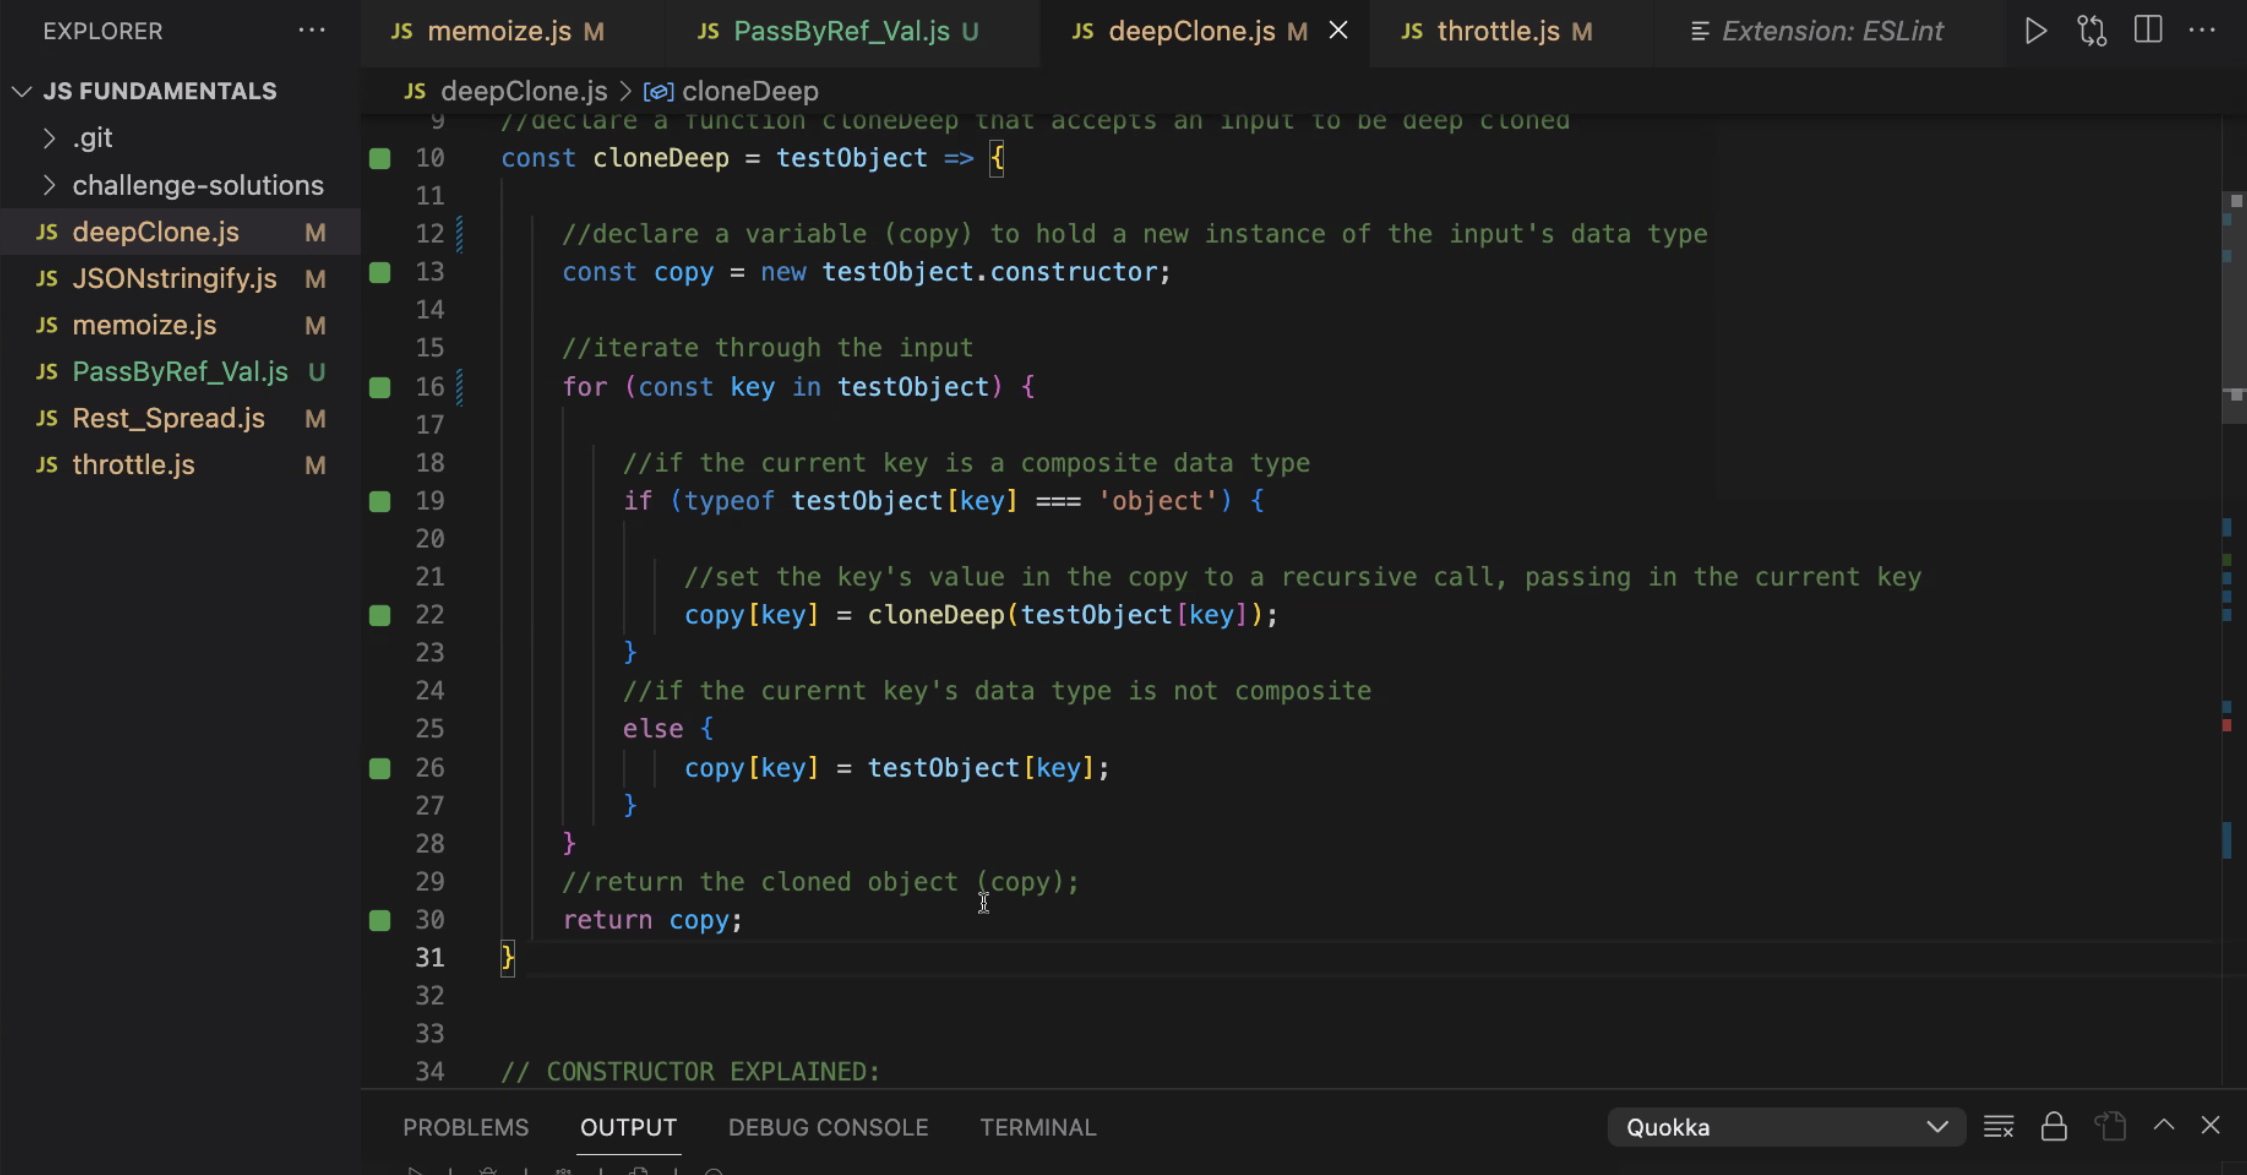 EXPLORER ...
JS memoize.js M
JS PassByRef_Val.js U
JS deepClone.js M
JS throttle.js M
Extension: ESLint
JS FUNDAMENTALS
> .git
> challenge-solutions
JS deepClone.js M
JS JSONstringify.js M
JS memoize.js M
JS PassByRef_Val.js U
JS Rest_Spread.js M
JS throttle.js M
JS deepClone.js > cloneDeep
9 //declare a function cloneDeep that accepts an input to be deep cloned
10 const cloneDeep = testObject => {
11
12 //declare a variable (copy) to hold a new instance of the input's data type
13 const copy = new testObject.constructor;
14
15 //iterate through the input
16 for (const key in testObject) {
17
18 //if the current key is a composite data type
19 if (typeof testObject[key] === 'object') {
20
21 //set the key's value in the copy to a recursive call, passing in the current key
22 copy[key] = cloneDeep(testObject[key]);
23 }
24 //if the curernt key's data type is not composite
25 else {
26 copy[key] = testObject[key];
27 }
28 }
29 //return the cloned object (copy);
30 return copy;
31 }
32
33
34 // CONSTRUCTOR EXPLAINED:
PROBLEMS OUTPUT DEBUG CONSOLE TERMINAL
Quokka